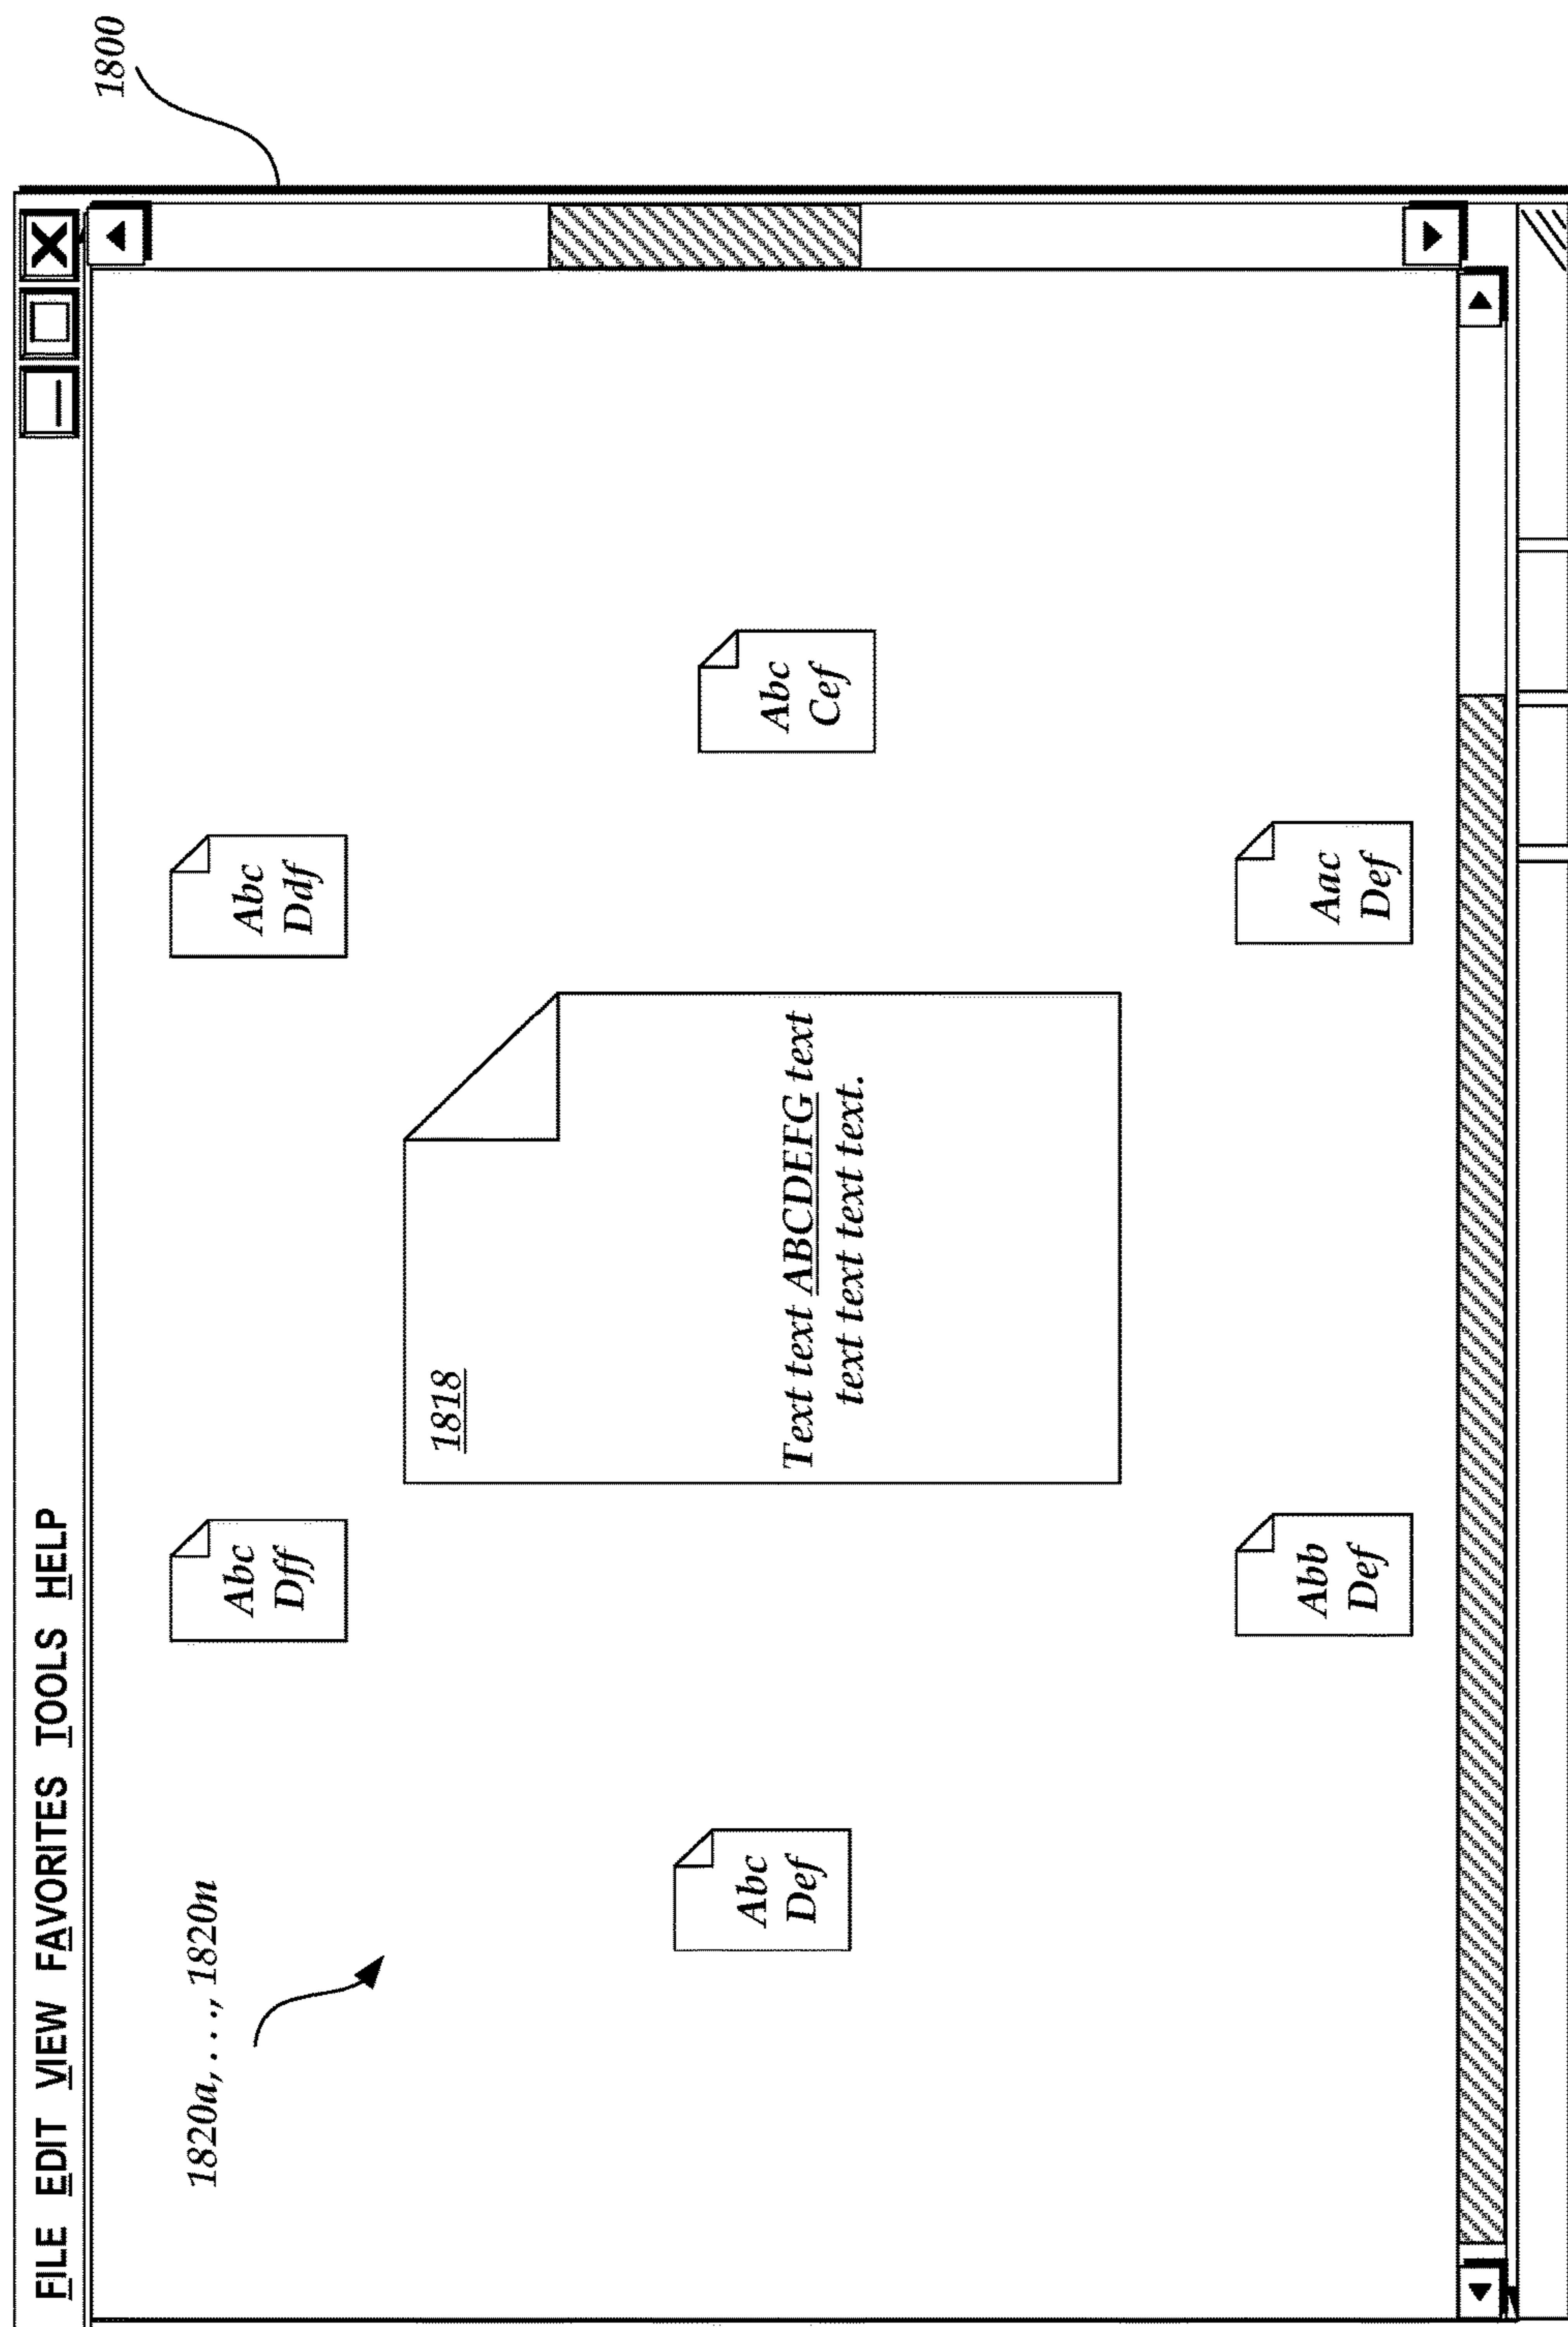 1800
FILE EDIT VIEW FAVORITES TOOLS HELP
1820a, . . ., 1820n
Abc
Dff
Abc
Ddf
1818
Text text ABCDEFG text
text text text text.
Abc
Def
Abc
Cef
Abb
Def
Aac
Def